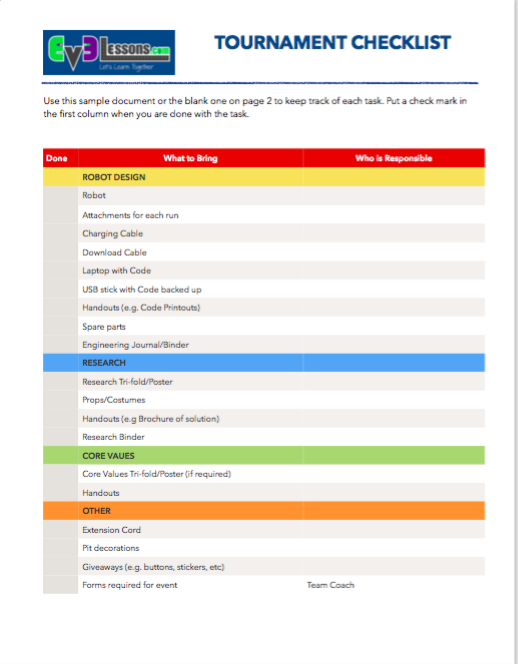 Ev3Lessons.com
Let's Learn Together
TOURNAMENT CHECKLIST
Use this sample document or the blank one on page 2 to keep track of each task. Put a check mark in
the first column when you are done with the task.
Done What to Bring Who is Responsible
ROBOT DESIGN
Robot
Attachments for each run
Charging Cable
Download Cable
Laptop with Code
USB stick with Code backed up
Handouts (e.g. Code Printouts)
Spare parts
Engineering Journal/Binder
RESEARCH
Research Tri-fold/Poster
Props/Costumes
Handouts (e.g Brochure of solution)
Research Binder
CORE VAUES
Core Values Tri-fold/Poster (if required)
Handouts
OTHER
Extension Cord
Pit decorations
Giveaways (e.g. buttons, stickers, etc)
Forms required for event Team Coach